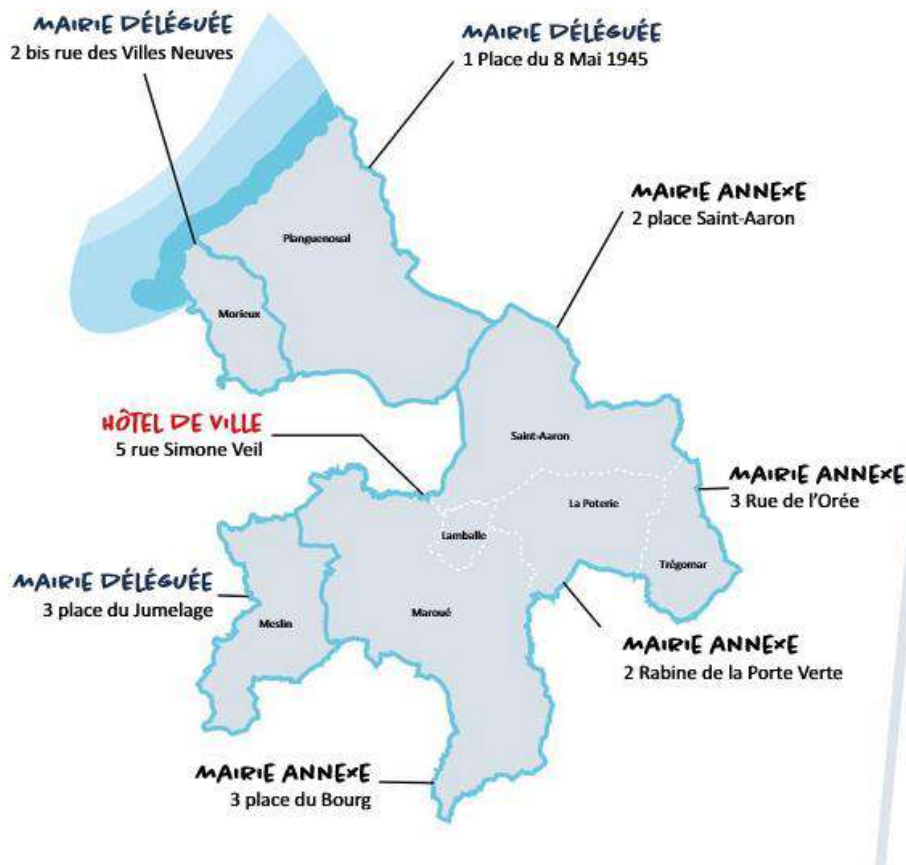 MAIRIE DÉLÉGUÉE
2 bis rue des Villes Neuves
MAIRIE DÉLÉGUÉE
1 Place du 8 Mai 1945
MAIRIE ANNEXE
2 place Saint-Aaron
Planguenoual
Morieux
HÔTEL DE VILLE
5 rue Simone Veil
Saint-Aaron
MAIRIE ANNEXE
3 Rue de l'Orée
La Poterie
Lamballe
Trégomar
MAIRIE DÉLÉGUÉE
3 place du Jumelage
Meslin
Maroué
MAIRIE ANNEXE
2 Rabine de la Porte Verte
MAIRIE ANNEXE
3 place du Bourg